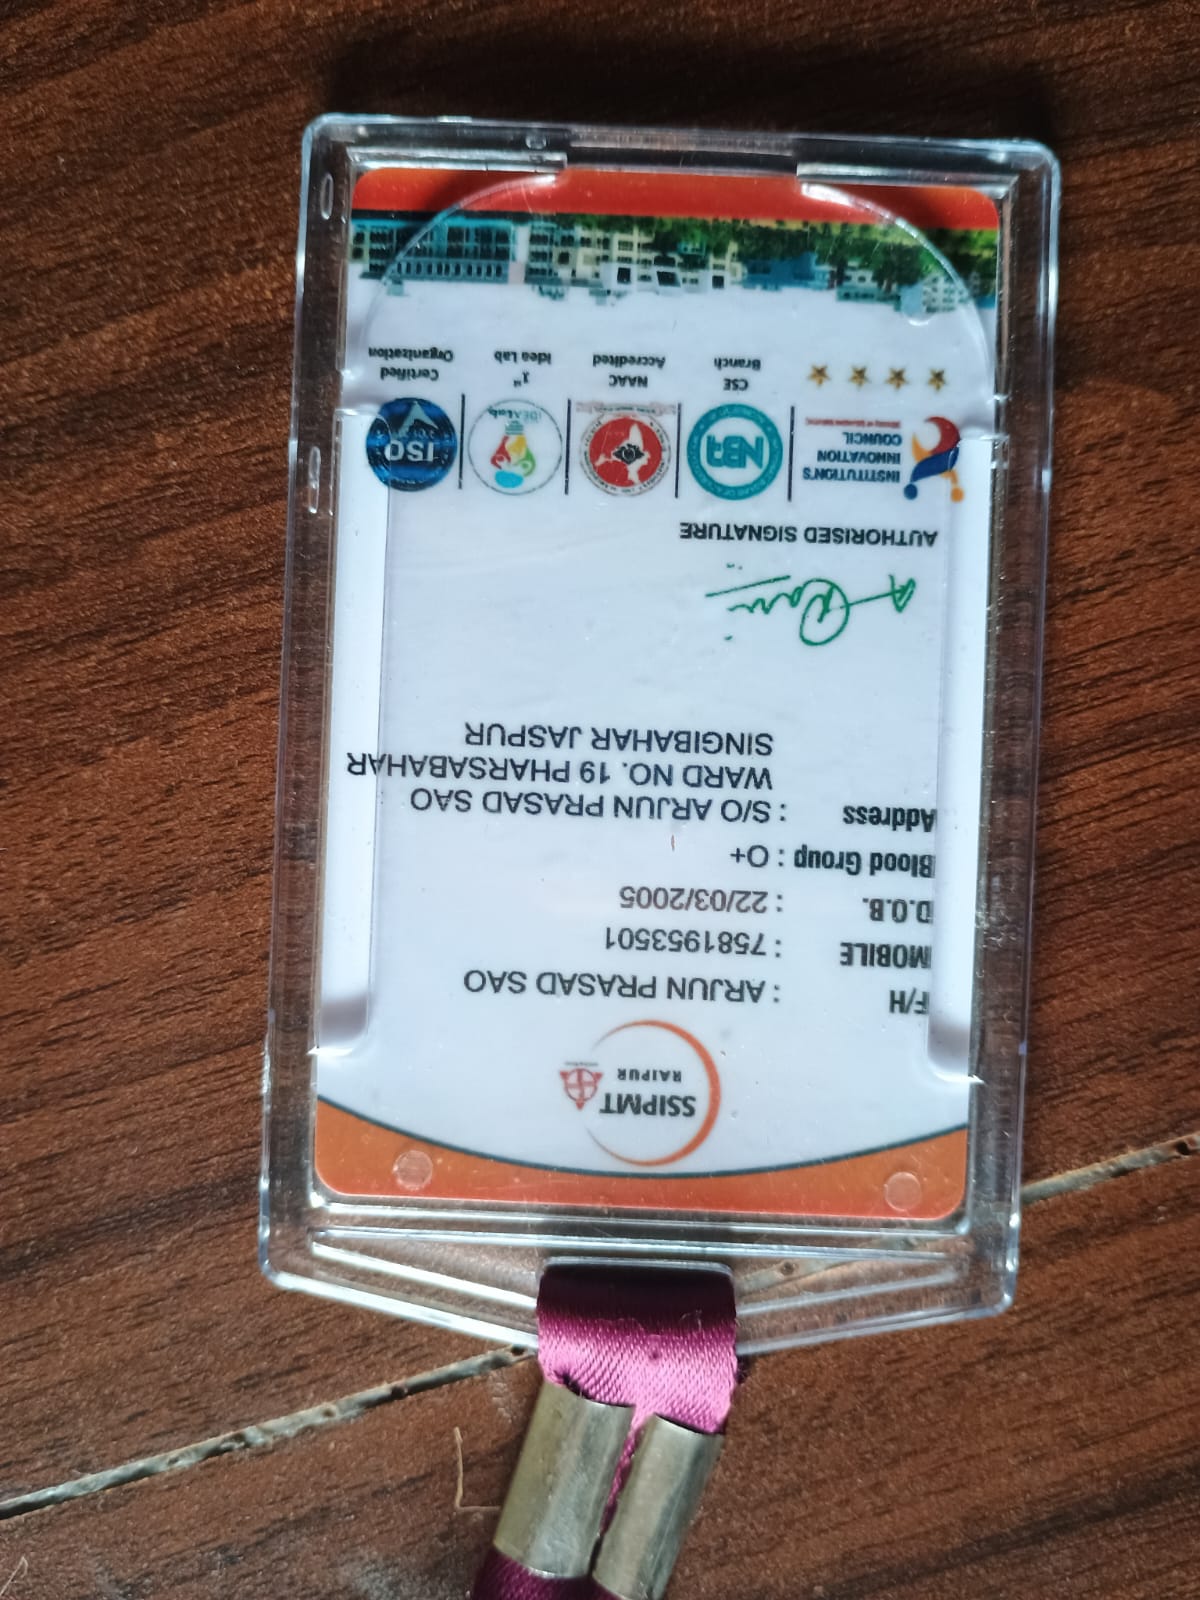 SSIPMT
RAIPUR
F/H : ARJUN PRASAD SAO
MOBILE : 7581953501
D.O.B. : 22/03/2005
Blood Group : O+
Address : S/O ARJUN PRASAD SAO
WARD NO. 19 PHARSABAHAR
SINGIBAHAR JASPUR
AUTHORISED SIGNATURE
INSTITUTION'S
INNOVATION
COUNCIL
NBA
IDEA Lab
ISO
CSE
Branch
NAAC
Accredited
1st
Idea Lab
Certified
Organization